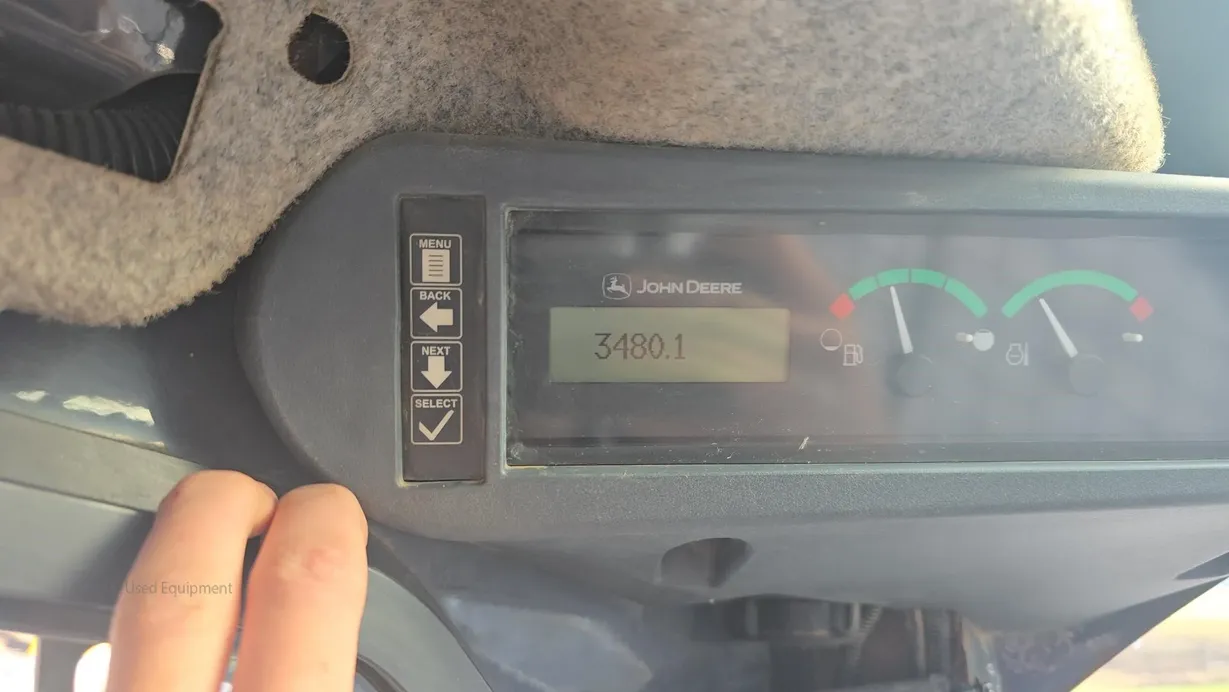 MENU
BACK
NEXT
SELECT
JOHN DEERE
3480.1
Used Equipment